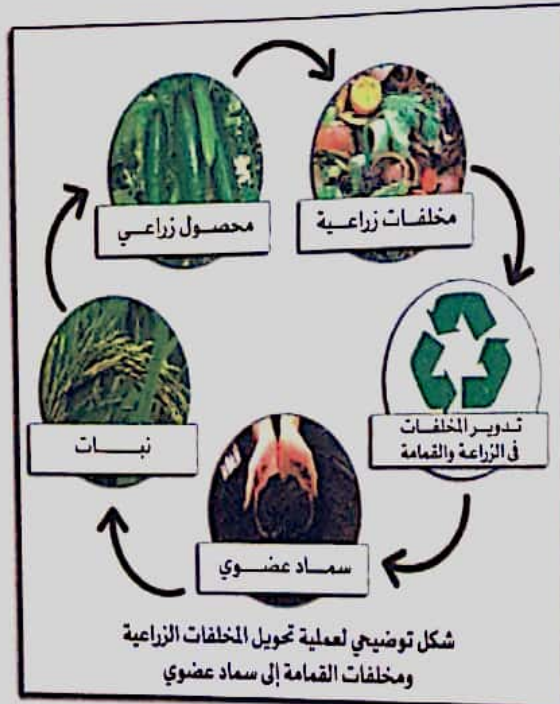 محصول زراعي
مخلفات زراعية
تدوير المخلفات
في الزراعة والقمامة
سماد عضوي
نبات
شكل توضيحي لعملية تحويل المخلفات الزراعية
ومخلفات القمامة إلى سماد عضوي